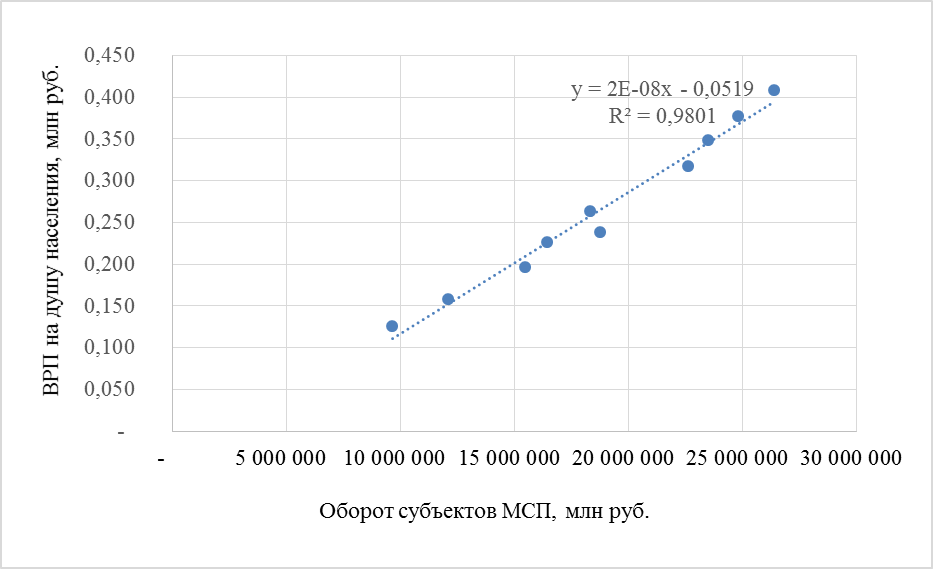 ВРП на душу населения, млн руб.
0,450
0,400
0,350
0,300
0,250
0,200
0,150
0,100
0,050
-
y = 2E-08x - 0,0519
R² = 0,9801
- 5 000 000 10 000 000 15 000 000 20 000 000 25 000 000 30 000 000
Оборот субъектов МСП, млн руб.